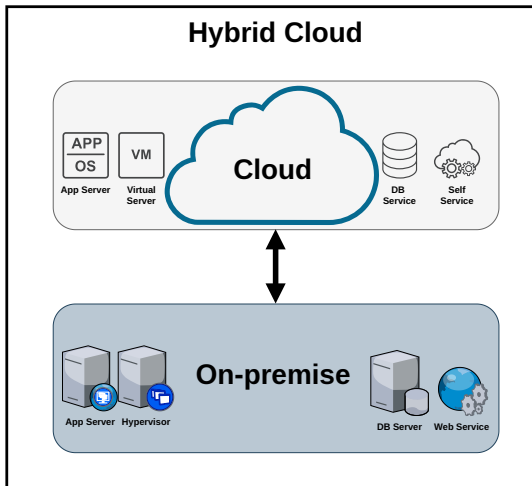 Hybrid Cloud
APP
OS
App Server
VM
Virtual
Server
Cloud
DB
Service
Self
Service
On-premise
App Server
Hypervisor
DB Server
Web Service